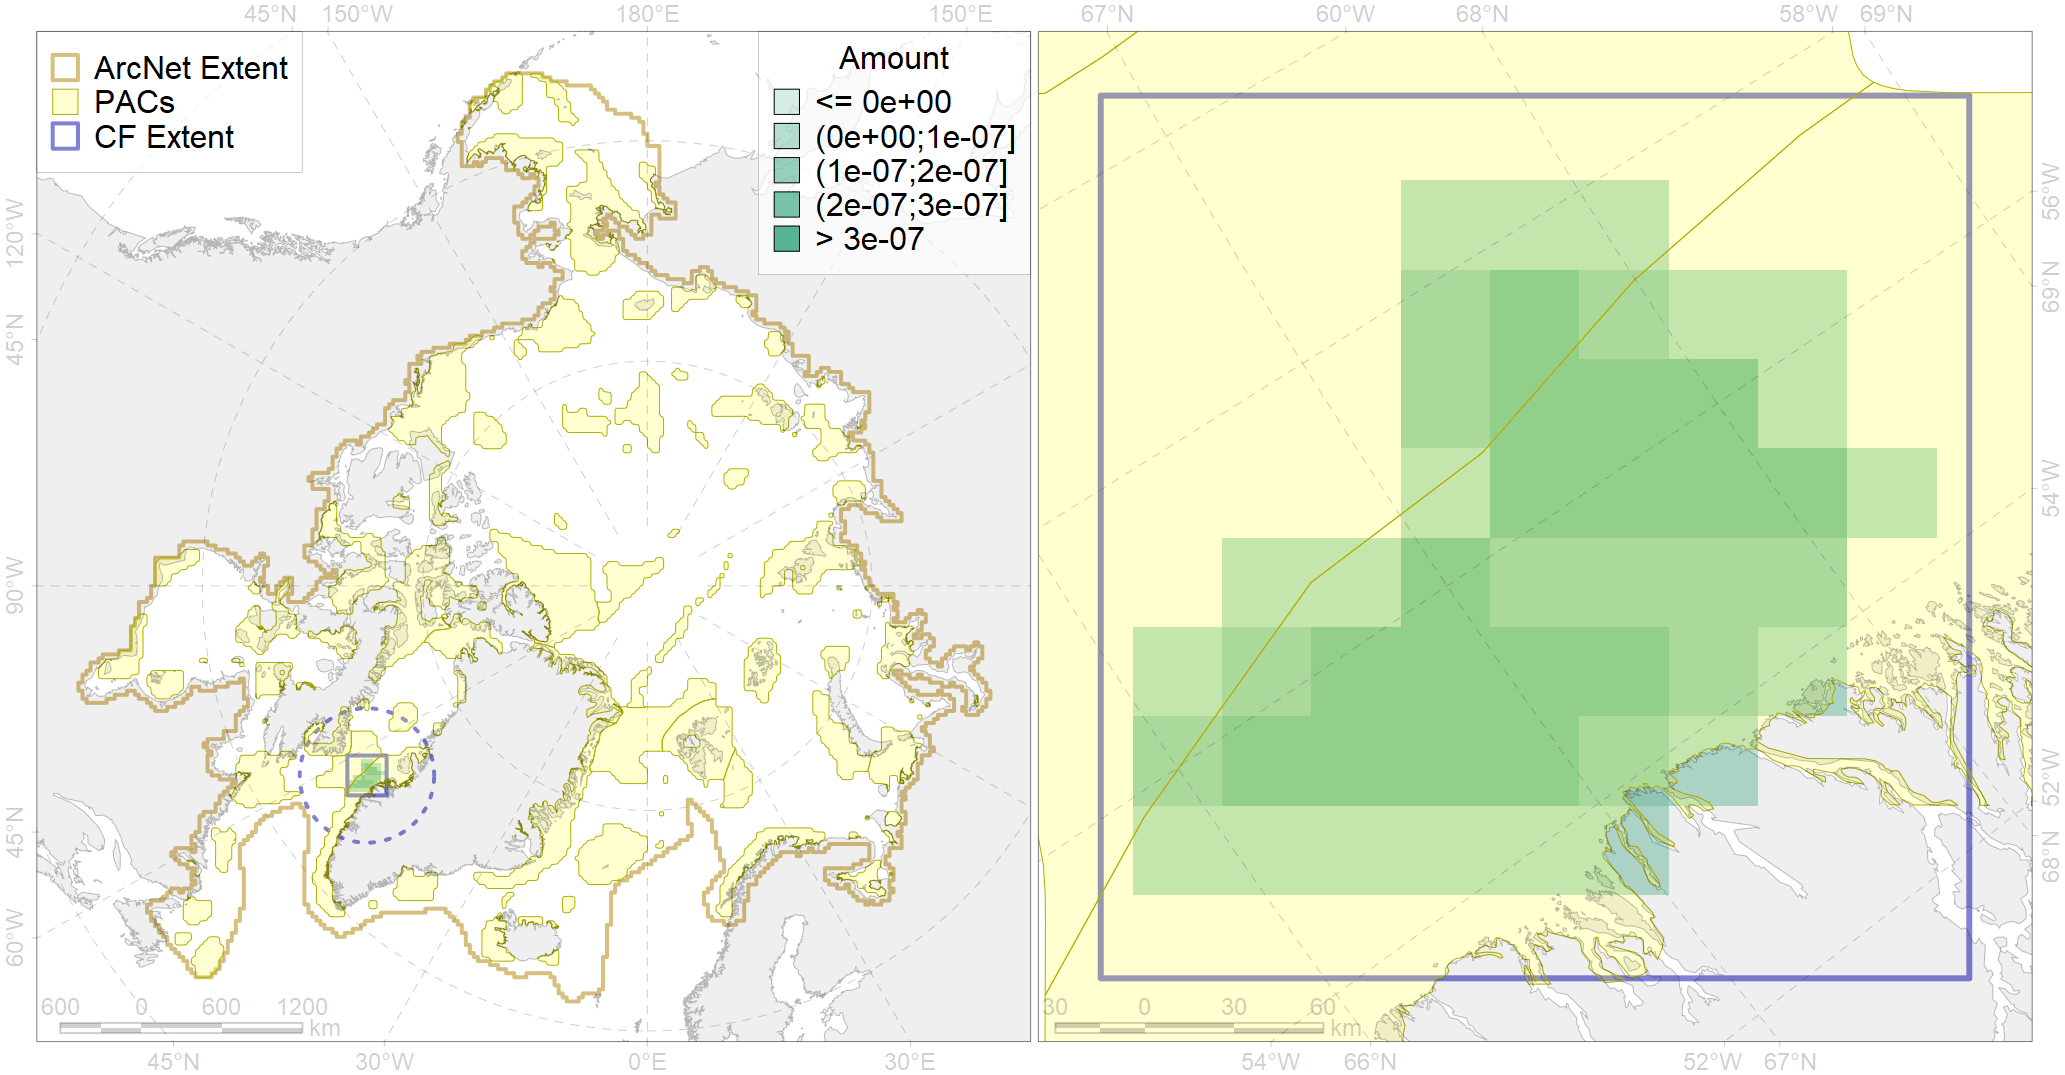 45°N 150°W 180°E 150°E 67°N 60°W 68°N 58°W 69°N
ArcNet Extent
PACs
CF Extent
Amount
<= 0e+00
(0e+00;1e-07]
(1e-07;2e-07]
(2e-07;3e-07]
> 3e-07
120°W
45°N
90°W
45°N
60°W
56°W
69°N
54°W
52°W
68°N
600 0 600 1200
km
30 0 30 60
km
45°N 30°W 0°E 30°E 54°W 66°N 52°W 67°N